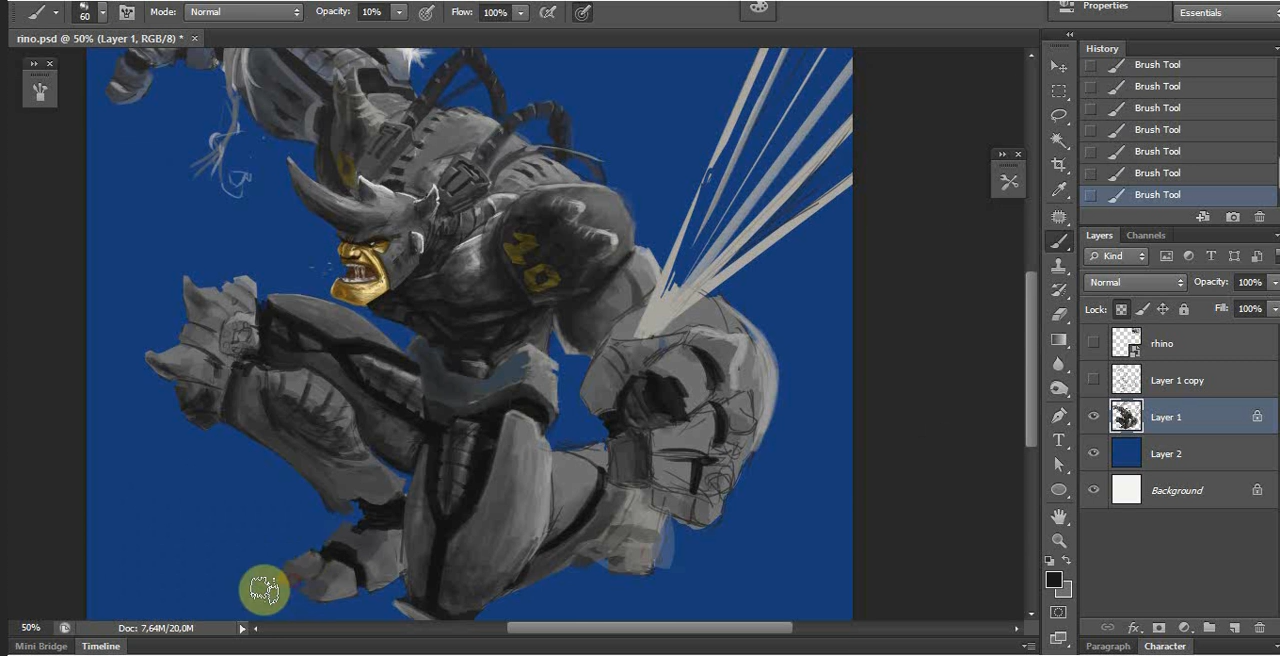 60 Mode: Normal Opacity: 10% Flow: 100% Properties Essentials
rino.psd @ 50% (Layer 1, RGB/8) * ×
History
Brush Tool
Brush Tool
Brush Tool
Brush Tool
Brush Tool
Brush Tool
Brush Tool
Layers Channels
Kind
Normal Opacity: 100%
Lock: Fill: 100%
rhino
Layer 1 copy
Layer 1
Layer 2
Background
50% Doc: 7,64M/20,0M
Mini Bridge Timeline Paragraph Character